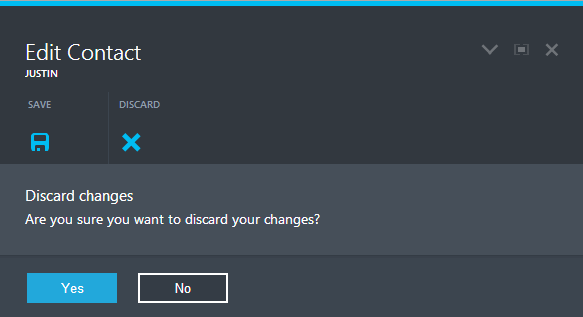 Edit Contact
JUSTIN
SAVE DISCARD
Discard changes
Are you sure you want to discard your changes?
Yes No